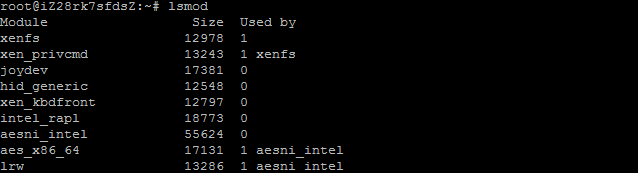 root@iZ28rk7sfdsZ:~# lsmod
Module                  Size  Used by
xenfs                  12978  1
xen_privcmd            13243  1 xenfs
joydev                 17381  0
hid_generic            12548  0
xen_kbdfront           12797  0
intel_rapl             18773  0
aesni_intel            55624  0
aes_x86_64             17131  1 aesni_intel
lrw                    13286  1 aesni_intel